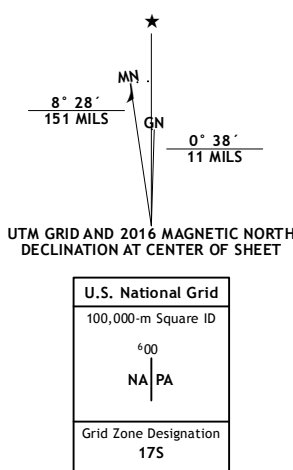 MN
8° 28´
151 MILS
GN
0° 38´
11 MILS
UTM GRID AND 2016 MAGNETIC NORTH
DECLINATION AT CENTER OF SHEET
U.S. National Grid
100,000-m Square ID
⁶00
NA PA
Grid Zone Designation
17S